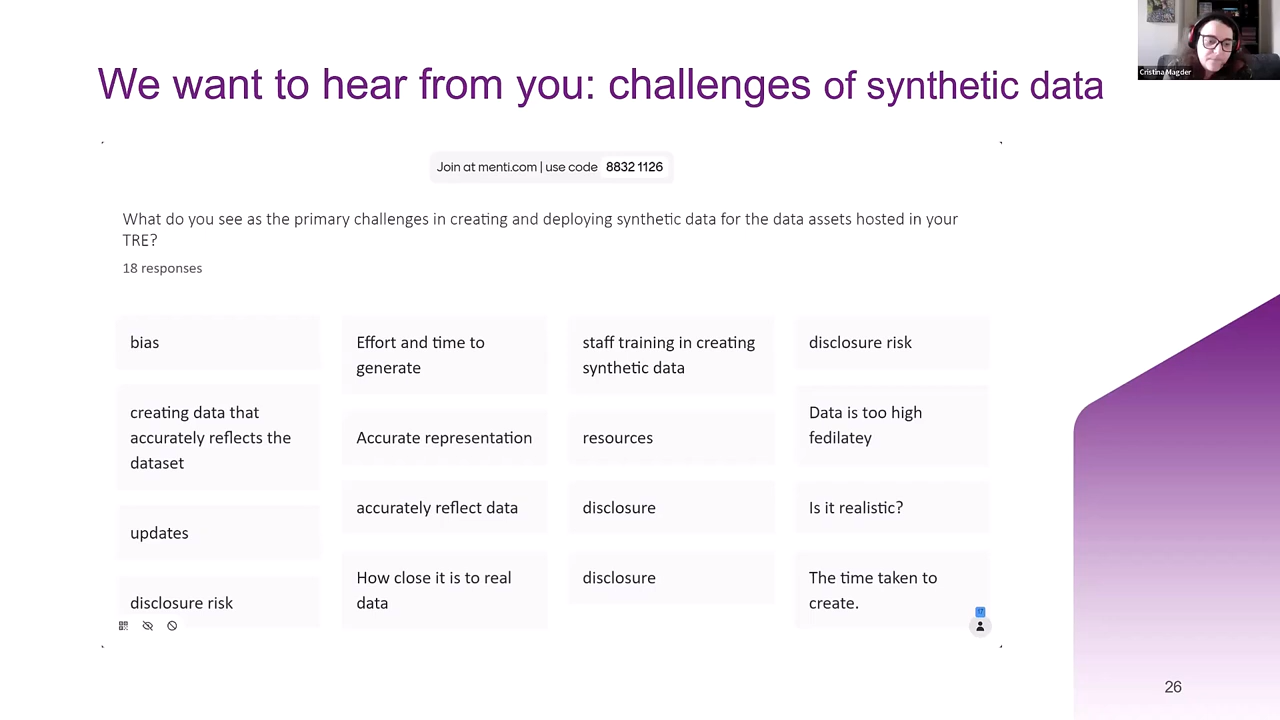 We want to hear from you: challenges of synthetic data
Cristina Magder
Join at menti.com | use code 8832 1126
What do you see as the primary challenges in creating and deploying synthetic data for the data assets hosted in your
TRE?
18 responses
bias
creating data that
accurately reflects the
dataset
updates
disclosure risk
Effort and time to
generate
Accurate representation
accurately reflect data
How close it is to real
data
staff training in creating
synthetic data
resources
disclosure
disclosure
disclosure risk
Data is too high
fedilatey
Is it realistic?
The time taken to
create.
26